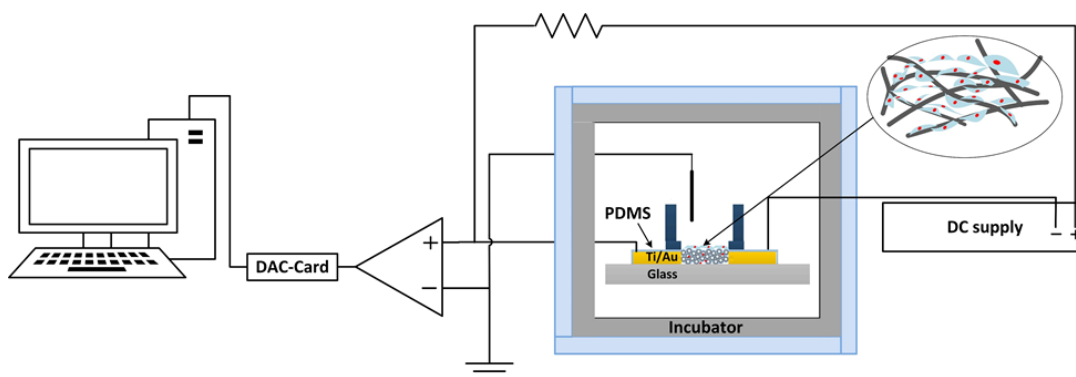 PDMS
DC supply
− +
+
Ti/Au
DAC-Card
Glass
−
Incubator